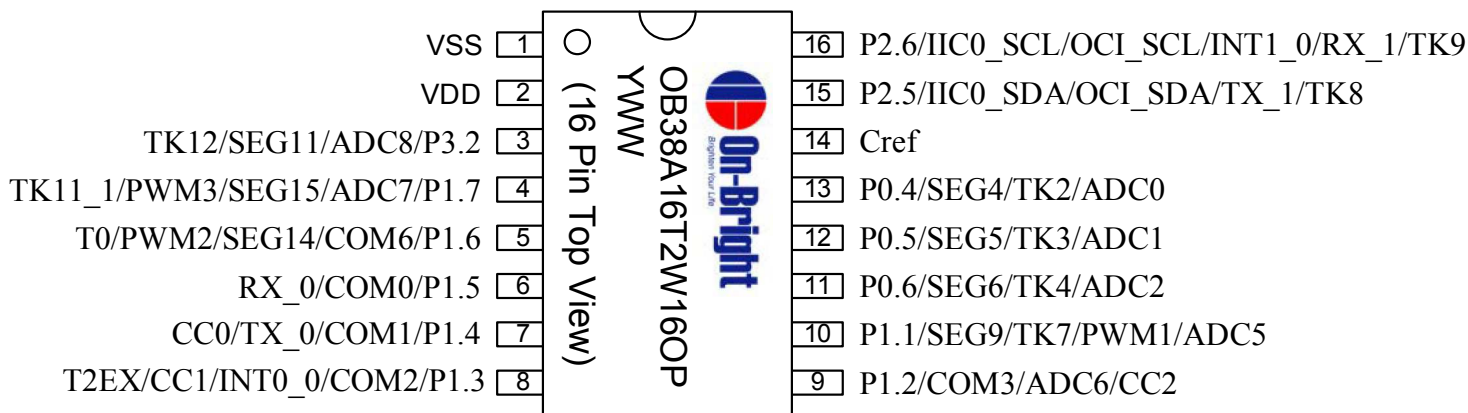 VSS 1
VDD 2
TK12/SEG11/ADC8/P3.2 3
TK11_1/PWM3/SEG15/ADC7/P1.7 4
T0/PWM2/SEG14/COM6/P1.6 5
RX_0/COM0/P1.5 6
CC0/TX_0/COM1/P1.4 7
T2EX/CC1/INT0_0/COM2/P1.3 8
(16 Pin Top View)
YWW
OB38A16T2W16OP
On-Bright
Brighten Your Life
16 P2.6/IIC0_SCL/OCI_SCL/INT1_0/RX_1/TK9
15 P2.5/IIC0_SDA/OCI_SDA/TX_1/TK8
14 Cref
13 P0.4/SEG4/TK2/ADC0
12 P0.5/SEG5/TK3/ADC1
11 P0.6/SEG6/TK4/ADC2
10 P1.1/SEG9/TK7/PWM1/ADC5
9 P1.2/COM3/ADC6/CC2